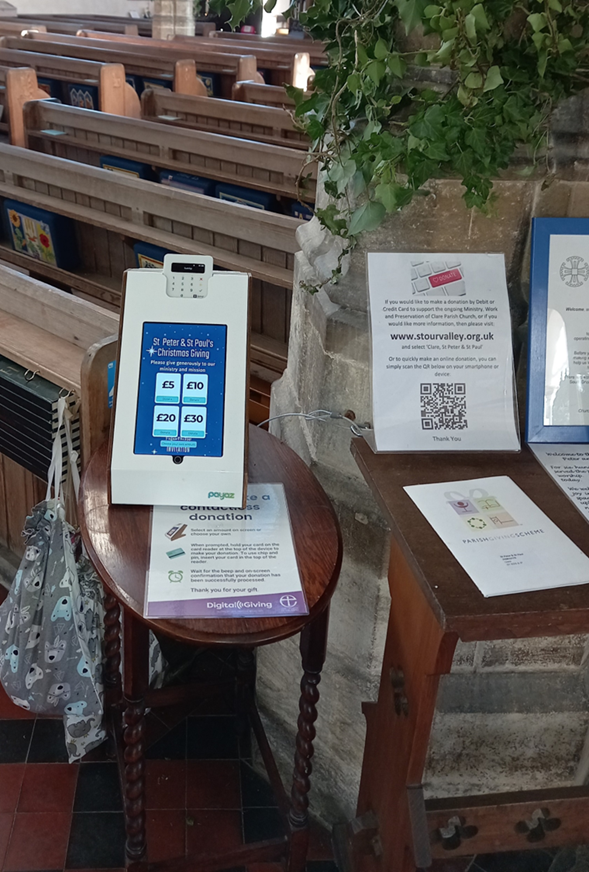 St Peter & St Paul's
Christmas Giving
Please give generously to our
ministry and mission
£5
£10
£20
£30
payaz
contactless
donation
Select an amount on screen or
choose your own
When prompted, hold your card on the
card reader at the top of the device to
make your donation. To use chip and
pin, insert your card in the top of the
reader.
Wait for the beep and on-screen
confirmation that your donation has
been successfully processed.
Thank you for your gift
Digital Giving
DONATE
If you would like to make a donation by Debit or
Credit Card to support the ongoing Ministry, Work
and Preservation of Clare Parish Church, or if you
would like more information, then please visit:
www.stourvalley.org.uk
and select 'Clare, St Peter & St Paul'
Or to quickly make an online donation, you can
simply scan the QR below on your smartphone or
device:
Thank You
PARISHGIVINGSCHEME